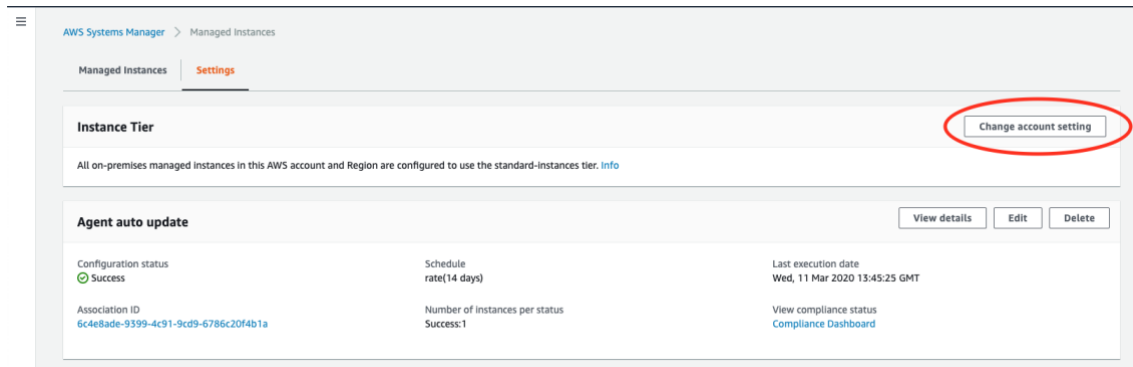 AWS Systems Manager > Managed Instances
Managed Instances Settings
Instance Tier Change account setting
All on-premises managed instances in this AWS account and Region are configured to use the standard-instances tier. Info
Agent auto update View details Edit Delete
Configuration status Schedule Last execution date
Success rate(14 days) Wed, 11 Mar 2020 13:45:25 GMT
Association ID Number of instances per status View compliance status
6c4e8ade-9399-4c91-9cd9-6786c20f4b1a Success:1 Compliance Dashboard